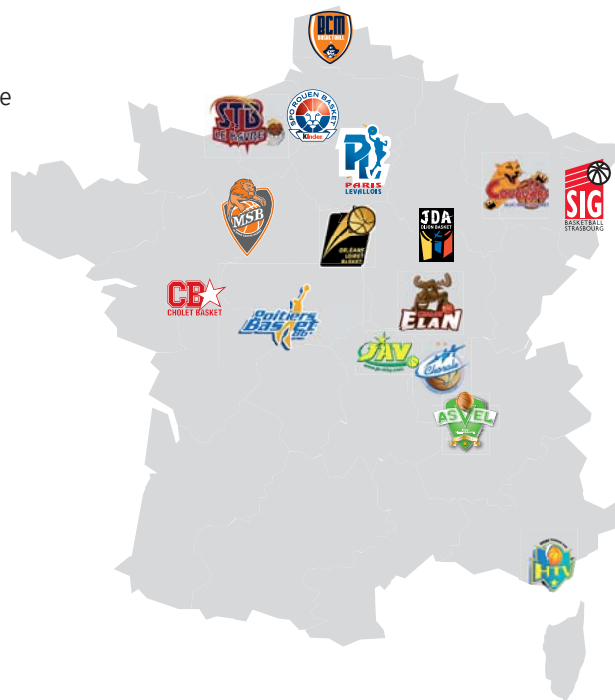 e
BCM
BASKETBALL
STB
LE HAVRE
SPO ROUEN BASKET
Kinder
PL
PARIS
LEVALLOIS
SIG
BASKETBALL
STRASBOURG
MSB
ORLÉANS
LOIRET
BASKET
JDA
DIJON BASKET
CB
CHOLET BASKET
Poitiers
Basket
86
ELAN
JAV
Chorale
ASVEL
HTV